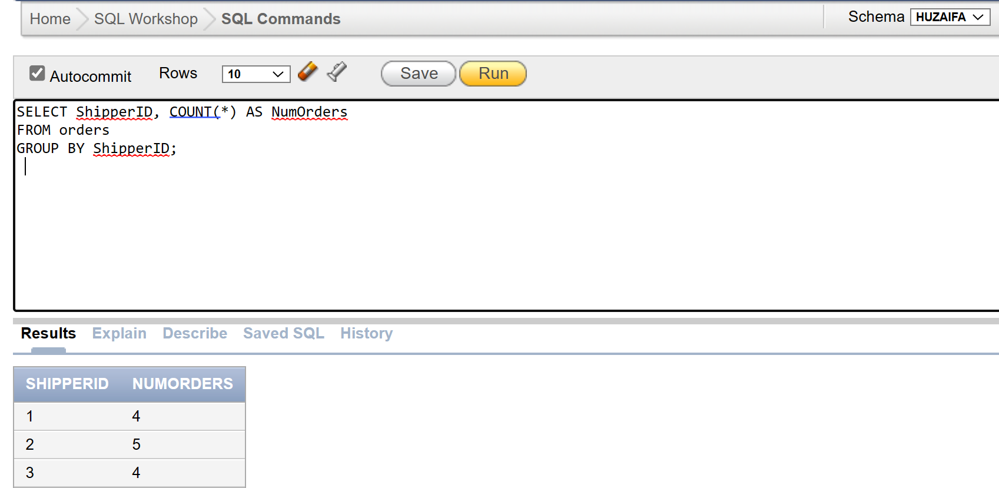 Home SQL Workshop SQL Commands Schema HUZAIFA
Autocommit Rows 10 Save Run
SELECT ShipperID, COUNT(*) AS NumOrders
FROM orders
GROUP BY ShipperID;
Results Explain Describe Saved SQL History
SHIPPERID NUMORDERS
1 4
2 5
3 4